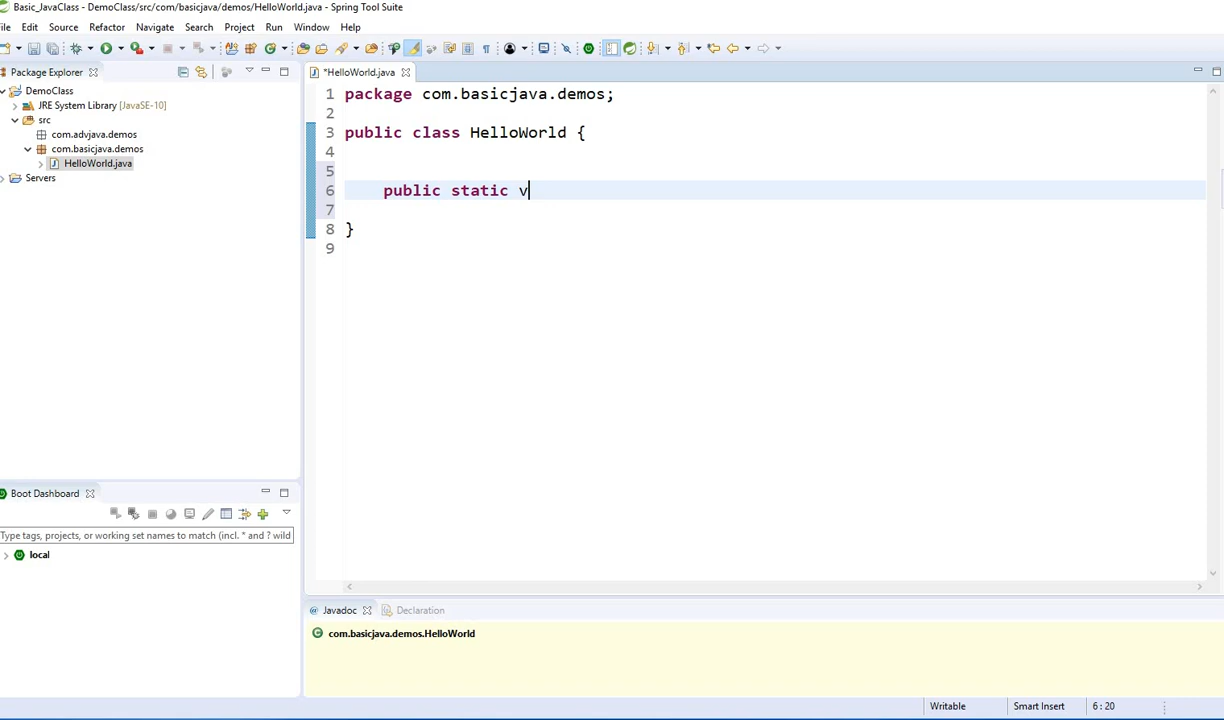 Basic_JavaClass - DemoClass/src/com/basicjava/demos/HelloWorld.java - Spring Tool Suite
File Edit Source Refactor Navigate Search Project Run Window Help
Package Explorer
*HelloWorld.java
DemoClass
JRE System Library [JavaSE-10]
src
com.advjava.demos
com.basicjava.demos
HelloWorld.java
Servers
1 package com.basicjava.demos;
2
3 public class HelloWorld {
4
5
6 public static v
7
8 }
9
Boot Dashboard
Type tags, projects, or working set names to match (incl. * and ? wild
local
@ Javadoc
Declaration
com.basicjava.demos.HelloWorld
Writable
Smart Insert
6 : 20